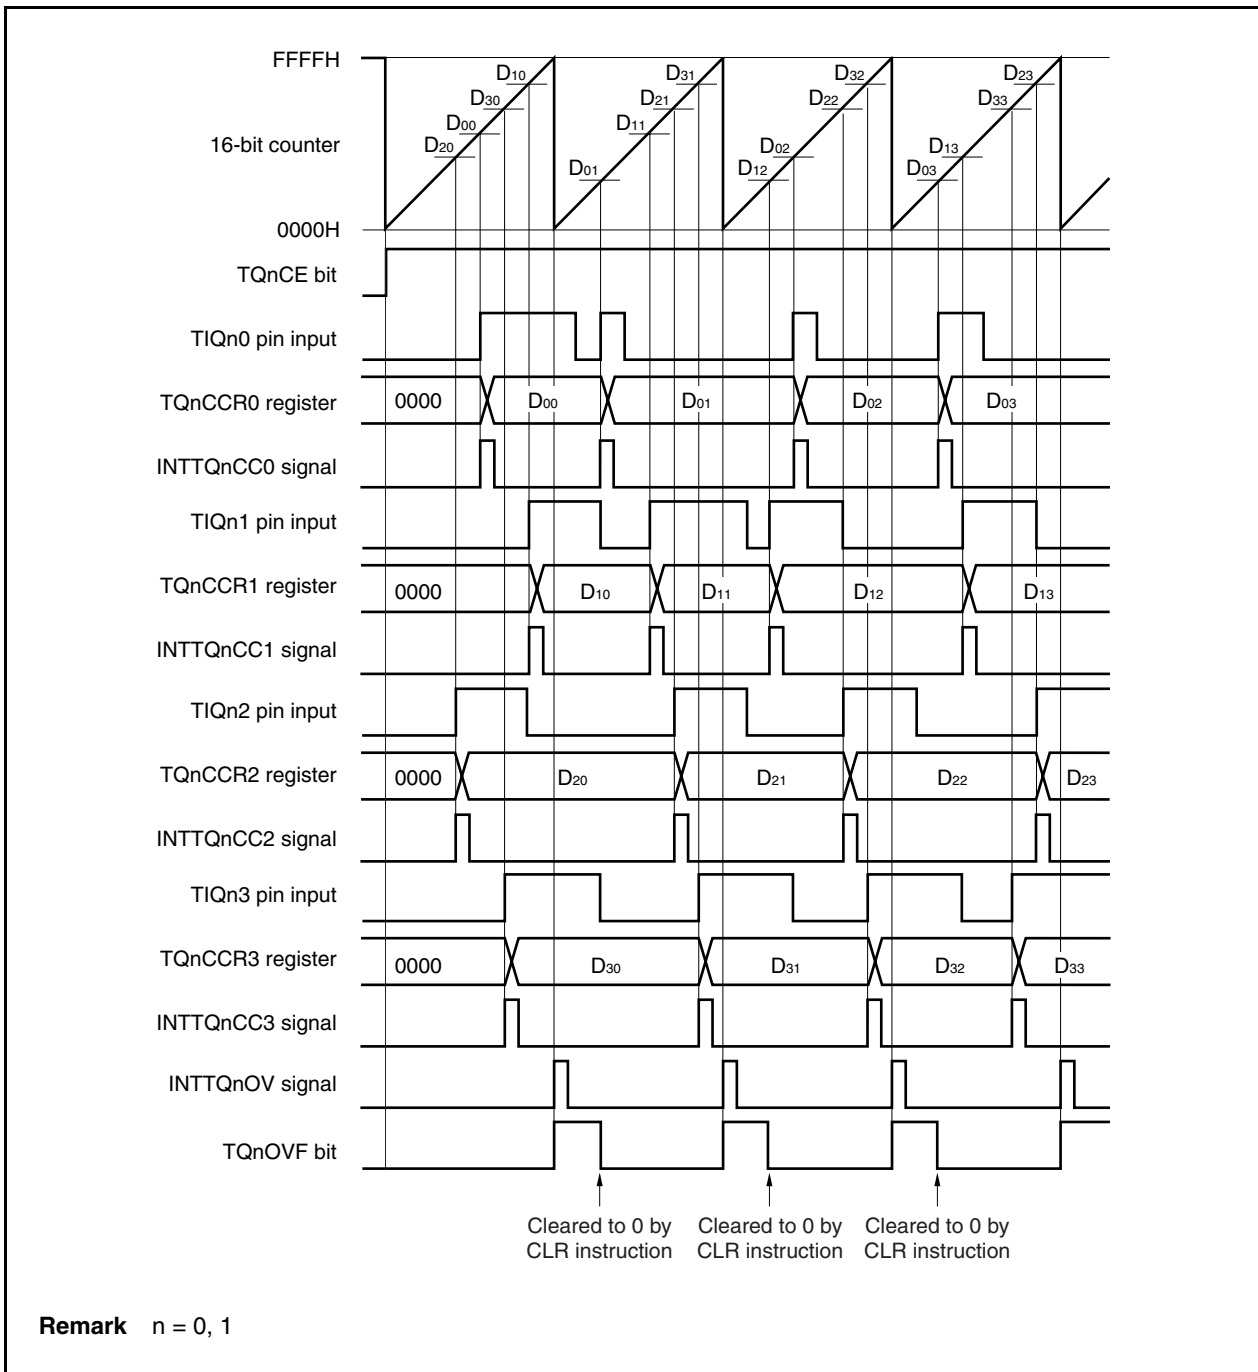 FFFFH
D10 D31 D32 D23
D30 D21 D22 D33
D00 D11
D20 D02 D13
16-bit counter
D01 D12 D03
0000H
TQnCE bit
TIQn0 pin input
TQnCCR0 register 0000 D00 D01 D02 D03
INTTQnCC0 signal
TIQn1 pin input
TQnCCR1 register 0000 D10 D11 D12 D13
INTTQnCC1 signal
TIQn2 pin input
TQnCCR2 register 0000 D20 D21 D22 D23
INTTQnCC2 signal
TIQn3 pin input
TQnCCR3 register 0000 D30 D31 D32 D33
INTTQnCC3 signal
INTTQnOV signal
TQnOVF bit
Cleared to 0 by Cleared to 0 by Cleared to 0 by
CLR instruction CLR instruction CLR instruction
Remark n = 0, 1